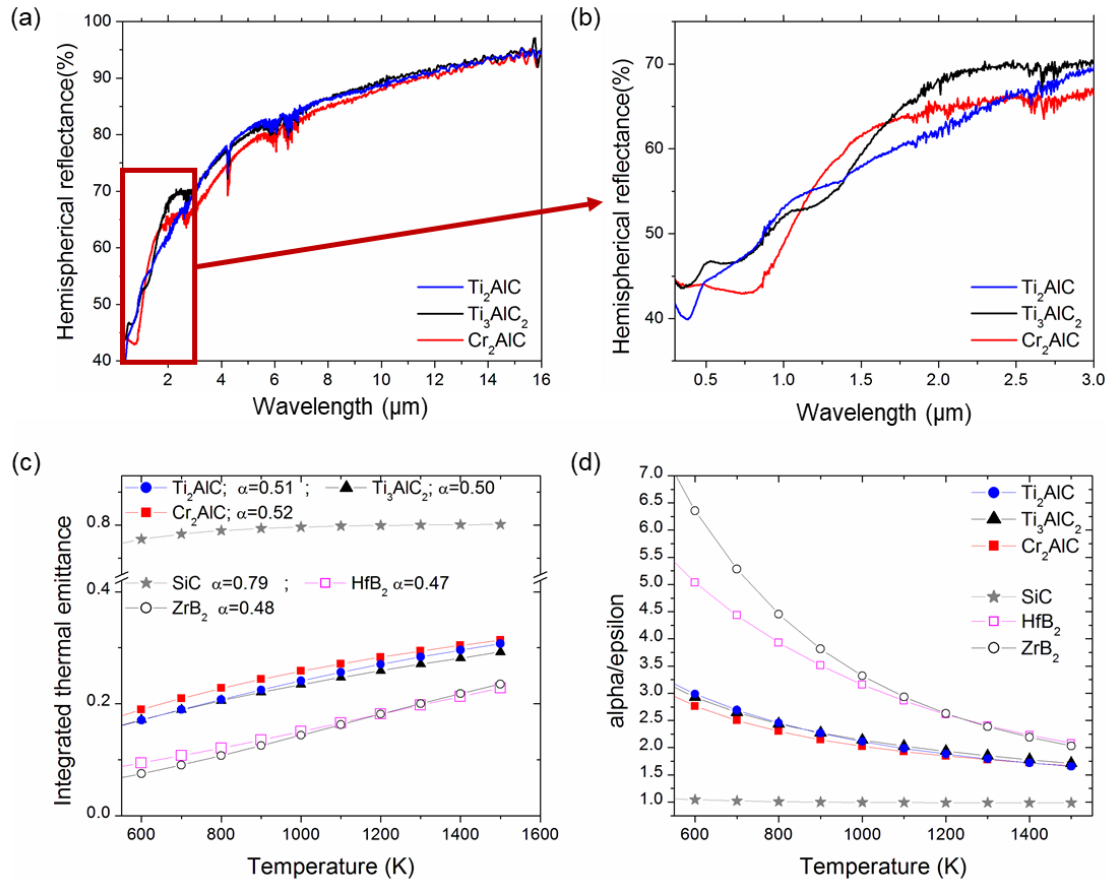 (a)
Hemispherical reflectance(%)
100
90
80
70
60
50
40
2 4 6 8 10 12 14 16
Wavelength (µm)
Ti₂AlC
Ti₃AlC₂
Cr₂AlC
(b)
Hemispherical reflectance(%)
70
60
50
40
0.5 1.0 1.5 2.0 2.5 3.0
Wavelength (µm)
Ti₂AlC
Ti₃AlC₂
Cr₂AlC
(c)
Integrated thermal emittance
Ti₂AlC; α=0.51 ; Ti₃AlC₂; α=0.50
Cr₂AlC; α=0.52
0.8
SiC α=0.79 ; HfB₂ α=0.47
ZrB₂ α=0.48
0.4
0.2
0.0
600 800 1000 1200 1400 1600
Temperature (K)
(d)
alpha/epsilon
7.0
6.5
6.0
5.5
5.0
4.5
4.0
3.5
3.0
2.5
2.0
1.5
1.0
600 800 1000 1200 1400
Temperature (K)
Ti₂AlC
Ti₃AlC₂
Cr₂AlC
SiC
HfB₂
ZrB₂